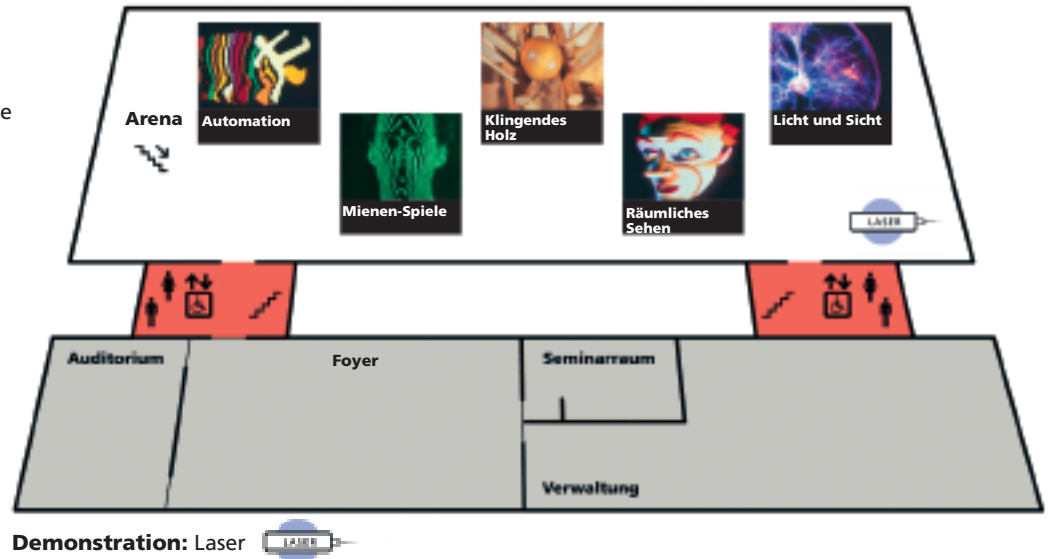 e
Arena
Automation
Klingendes
Holz
Licht und Sicht
Mienen-Spiele
Räumliches
Sehen
LASER
Auditorium
Foyer
Seminarraum
Verwaltung
Demonstration: Laser LASER